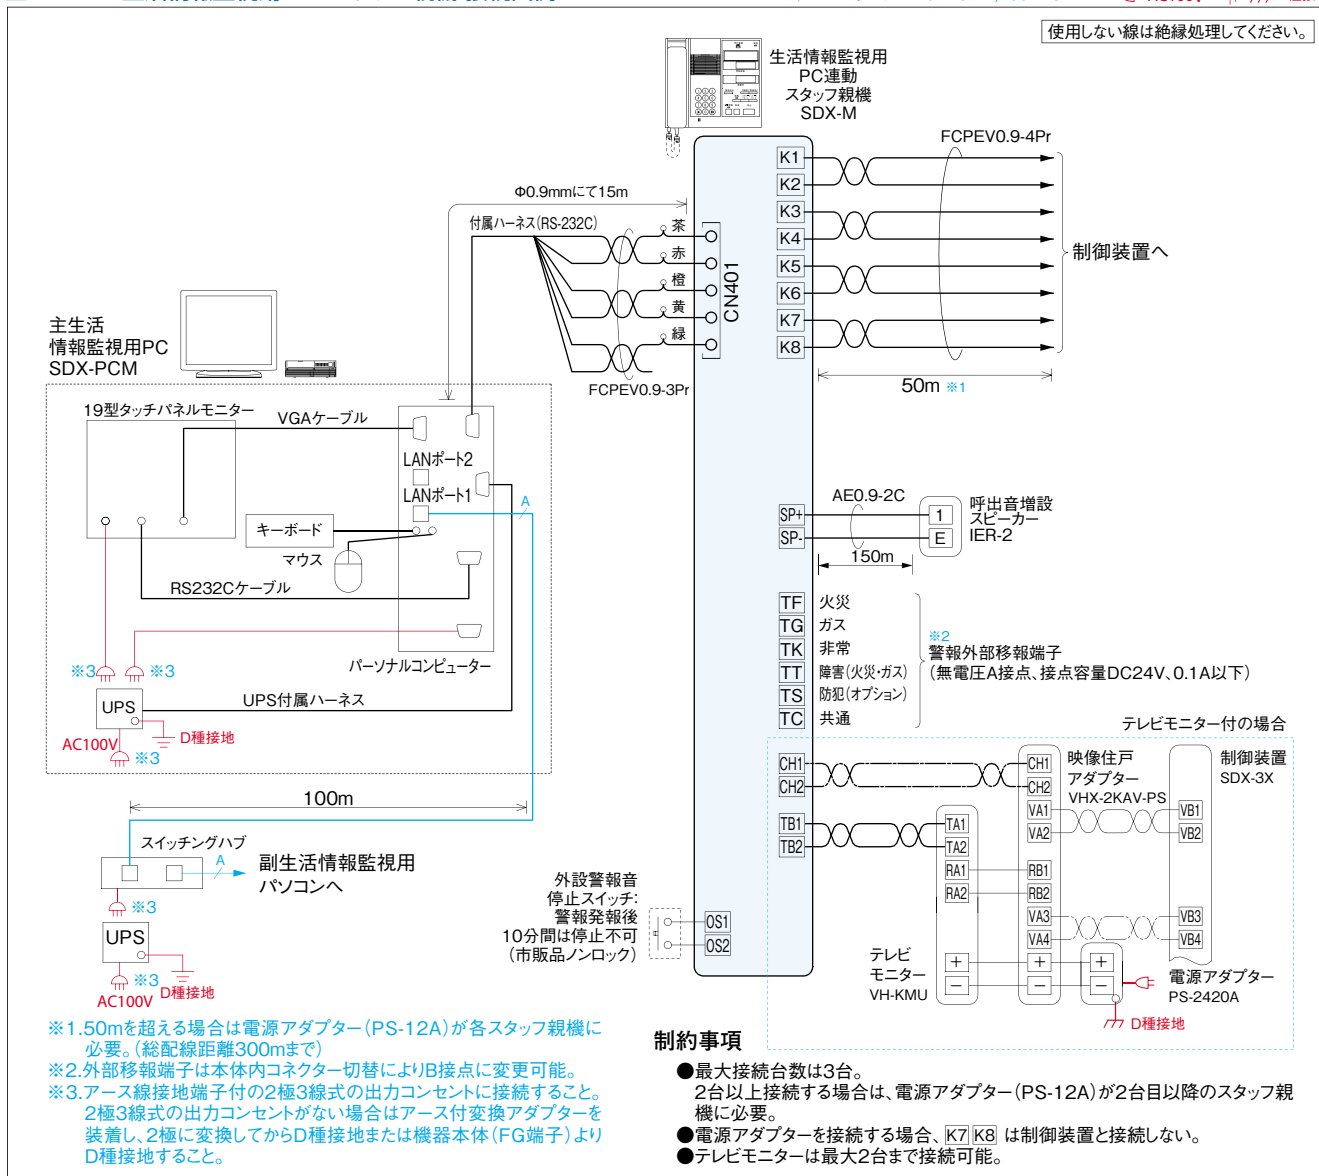 使用しない線は絶縁処理してください。
生活情報監視用
PC連動
スタッフ親機
SDX-M
FCPEV0.9-4Pr
K1
K2
K3
K4
K5
K6
K7
K8
制御装置へ
50m ※1
Φ0.9mmにて15m
付属ハーネス(RS-232C)
茶
赤
橙
黄
緑
CN401
FCPEV0.9-3Pr
主生活
情報監視用PC
SDX-PCM
19型タッチパネルモニター
VGAケーブル
LANポート2
LANポート1
A
キーボード
マウス
RS232Cケーブル
パーソナルコンピューター
※3
※3
UPS
UPS付属ハーネス
AC100V
D種接地
※3
100m
スイッチングハブ
A
副生活情報監視用
パソコンへ
※3
UPS
※3
AC100V
D種接地
SP+
SP-
AE0.9-2C
150m
1
E
呼出音増設
スピーカー
IER-2
TF 火災
TG ガス
TK 非常
TT 障害(火災・ガス)
TS 防犯(オプション)
TC 共通
※2
警報外部移報端子
(無電圧A接点、接点容量DC24V、0.1A以下)
テレビモニター付の場合
CH1
CH2
TB1
TB2
TA1
TA2
RA1
RA2
+
−
テレビ
モニター
VH-KMU
CH1
CH2
VA1
VA2
RB1
RB2
VA3
VA4
+
−
映像住戸
アダプター
VHX-2KAV-PS
制御装置
SDX-3X
VB1
VB2
VB3
VB4
+
−
電源アダプター
PS-2420A
D種接地
外設警報音
停止スイッチ:
警報発報後
10分間は停止不可
(市販品ノンロック)
OS1
OS2
※1.50mを超える場合は電源アダプター(PS-12A)が各スタッフ親機に
必要。(総配線距離300mまで)
※2.外部移報端子は本体内コネクター切替によりB接点に変更可能。
※3.アース線接地端子付の2極3線式の出力コンセントに接続すること。
2極3線式の出力コンセントがない場合はアース付変換アダプターを
装着し、2極に変換してからD種接地または機器本体(FG端子)より
D種接地すること。
制約事項
●最大接続台数は3台。
2台以上接続する場合は、電源アダプター(PS-12A)が2台目以降のスタッフ親
機に必要。
●電源アダプターを接続する場合、K7 K8 は制御装置と接続しない。
●テレビモニターは最大2台まで接続可能。